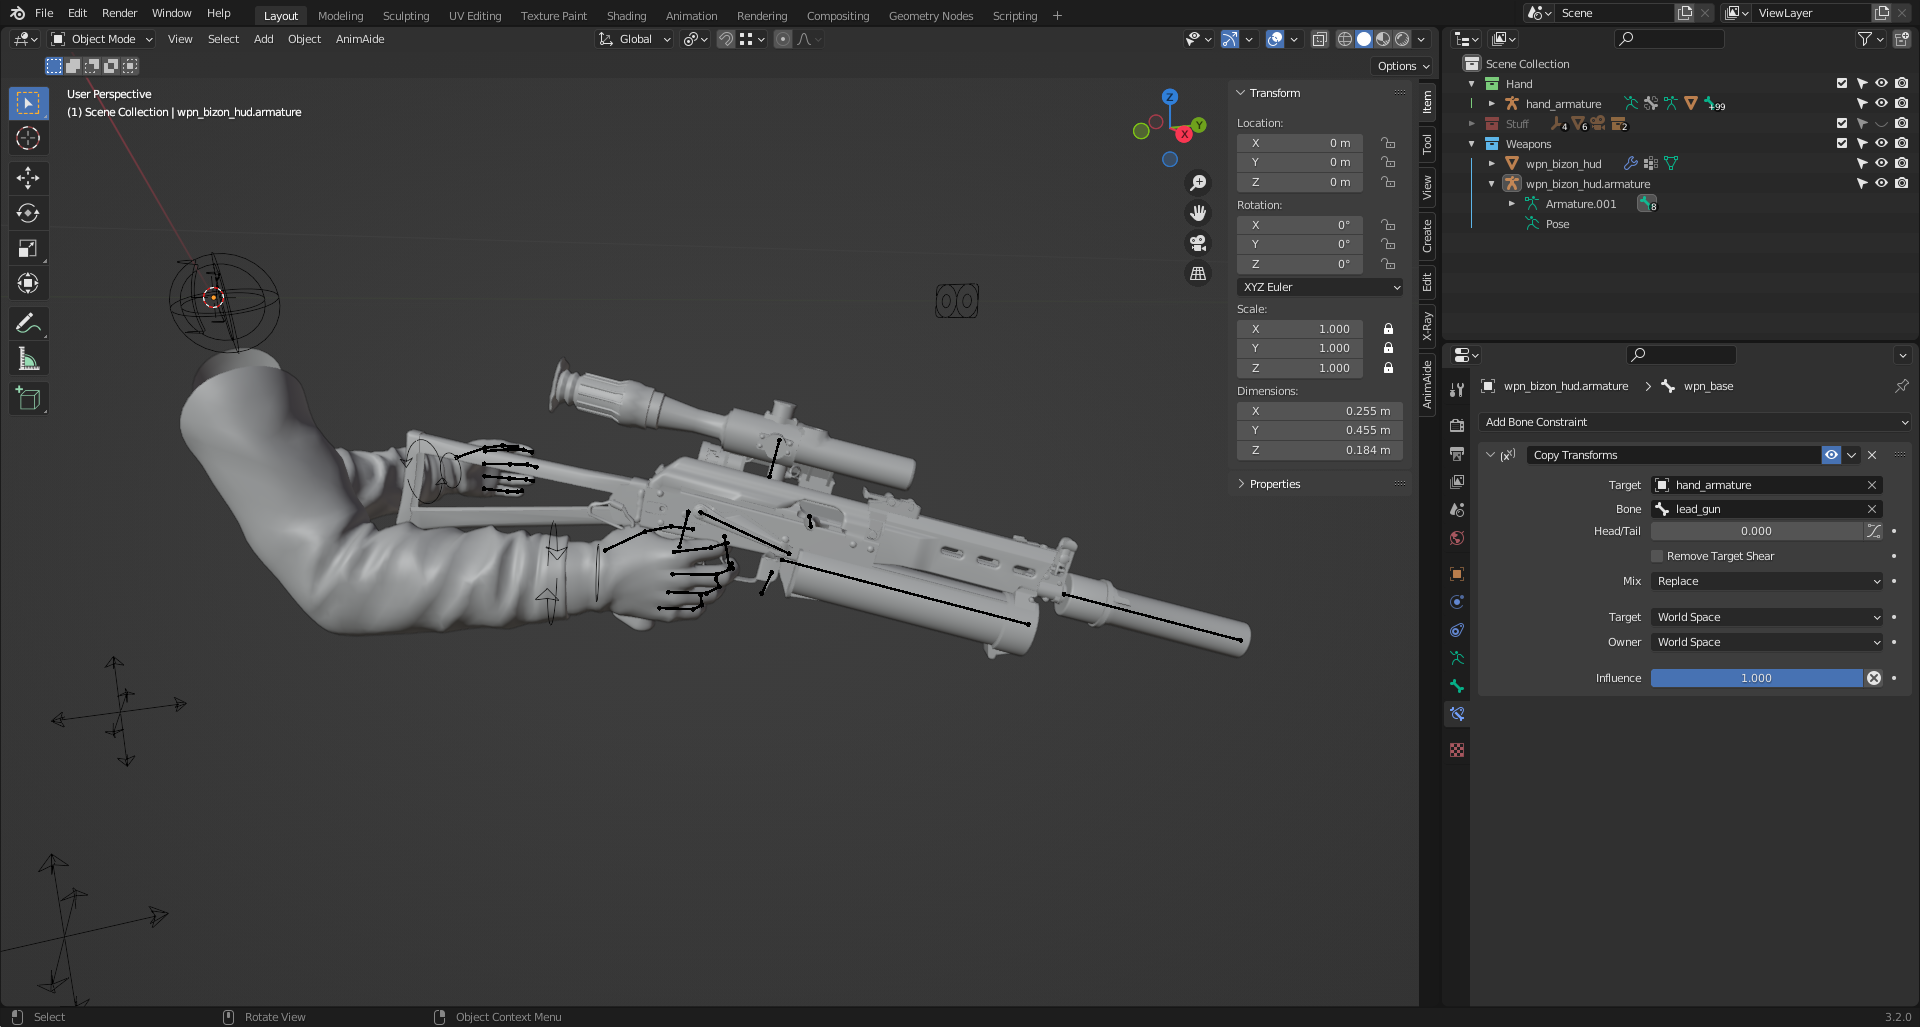 File Edit Render Window Help Layout Modeling Sculpting UV Editing Texture Paint Shading Animation Rendering Compositing Geometry Nodes Scripting + Scene ViewLayer
Object Mode View Select Add Object AnimAide Global
Options
User Perspective
(1) Scene Collection | wpn_bizon_hud.armature
Z
Y
X
Transform
Location:
X 0 m
Y 0 m
Z 0 m
Rotation:
X 0°
Y 0°
Z 0°
XYZ Euler
Scale:
X 1.000
Y 1.000
Z 1.000
Dimensions:
X 0.255 m
Y 0.455 m
Z 0.184 m
Properties
Item
Tool
View
Create
Edit
X-Ray
AnimAide
Scene Collection
Hand
hand_armature +99
Stuff 4 6 2
Weapons
wpn_bizon_hud
wpn_bizon_hud.armature
Armature.001 8
Pose
wpn_bizon_hud.armature wpn_base
Add Bone Constraint
Copy Transforms
Target hand_armature
Bone lead_gun
Head/Tail 0.000
Remove Target Shear
Mix Replace
Target World Space
Owner World Space
Influence 1.000
Select Rotate View Object Context Menu 3.2.0